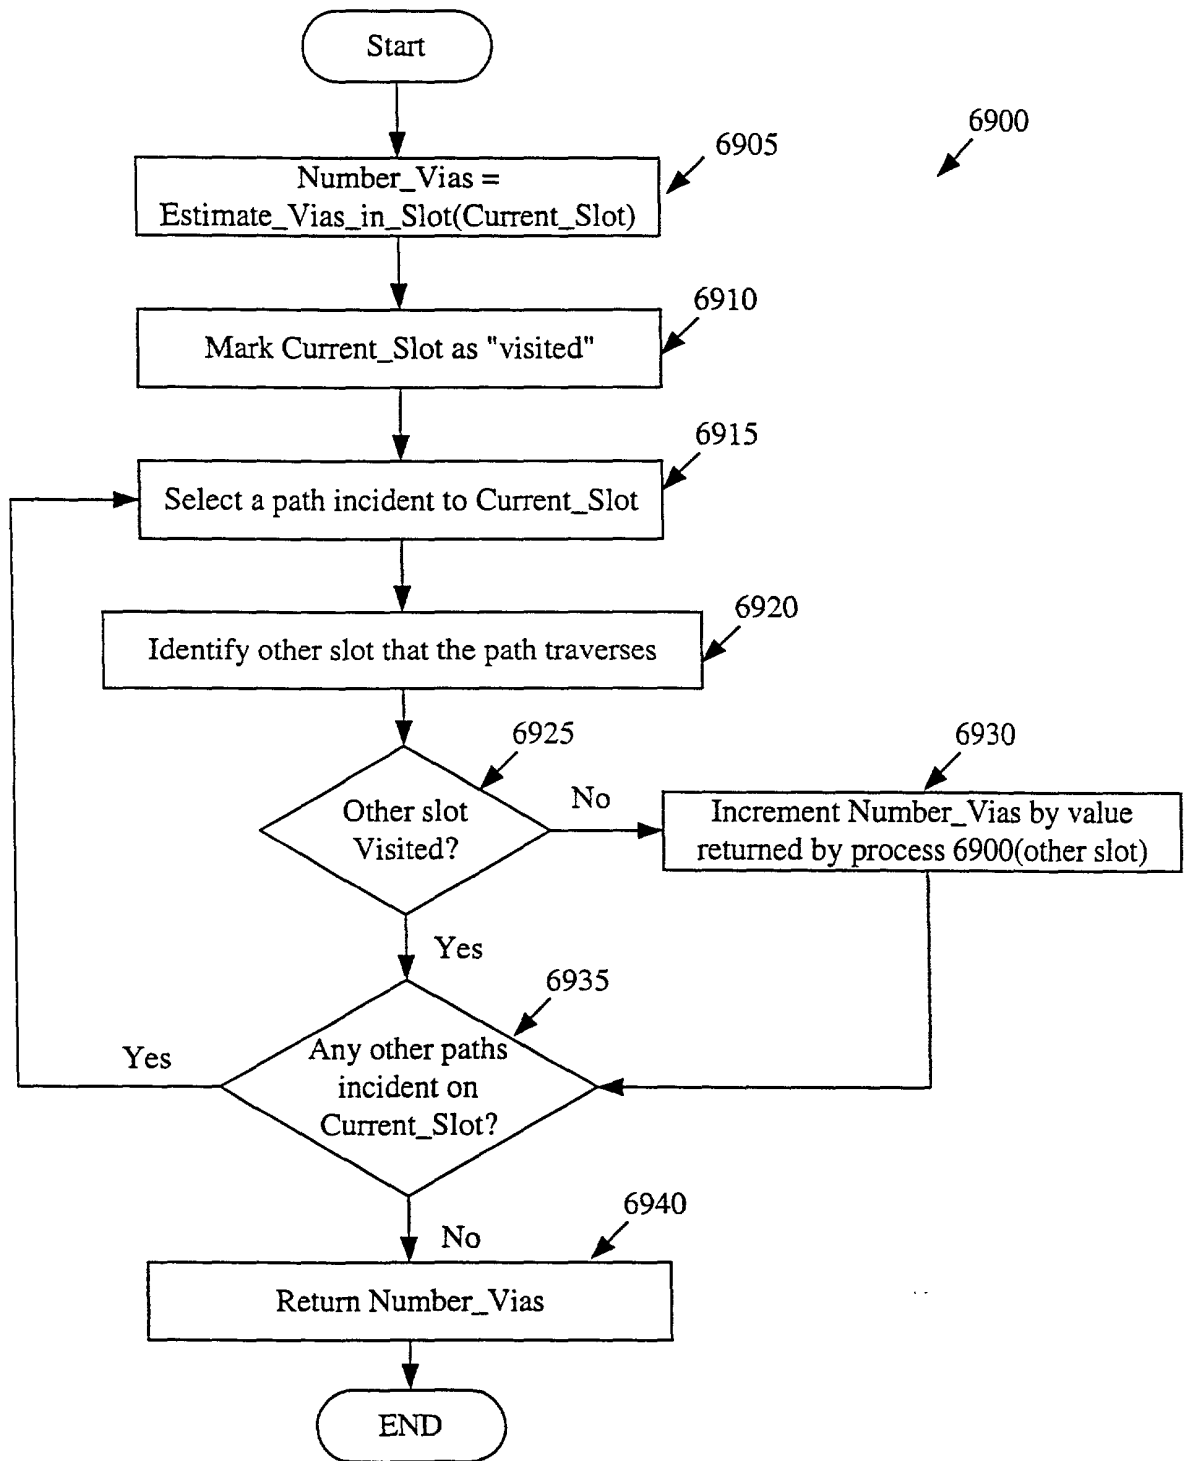 Start
6900
6905
Number_Vias =
Estimate_Vias_in_Slot(Current_Slot)
6910
Mark Current_Slot as "visited"
6915
Select a path incident to Current_Slot
6920
Identify other slot that the path traverses
6925
Other slot
Visited?
No
6930
Increment Number_Vias by value
returned by process 6900(other slot)
Yes
6935
Any other paths
incident on
Current_Slot?
Yes
No
6940
Return Number_Vias
END